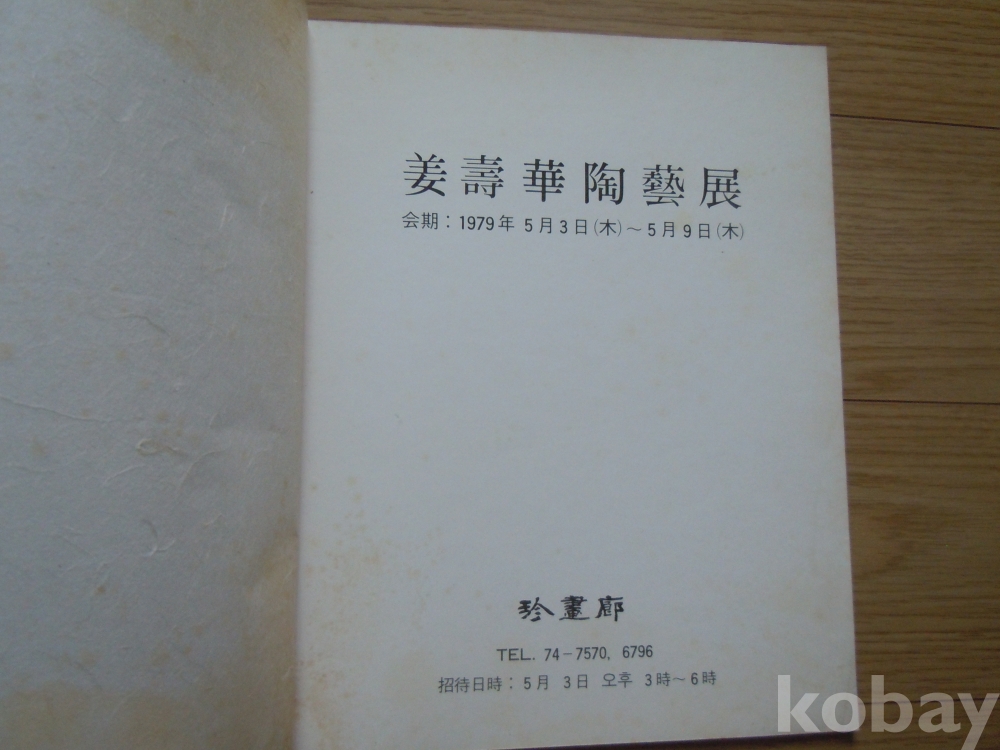 姜壽華陶藝展
会期：1979年 5月3日(木)～5月9日(木)
珍畫廊
TEL. 74-7570, 6796
招待日時：5月 3日 오후 3時～6時
kobay